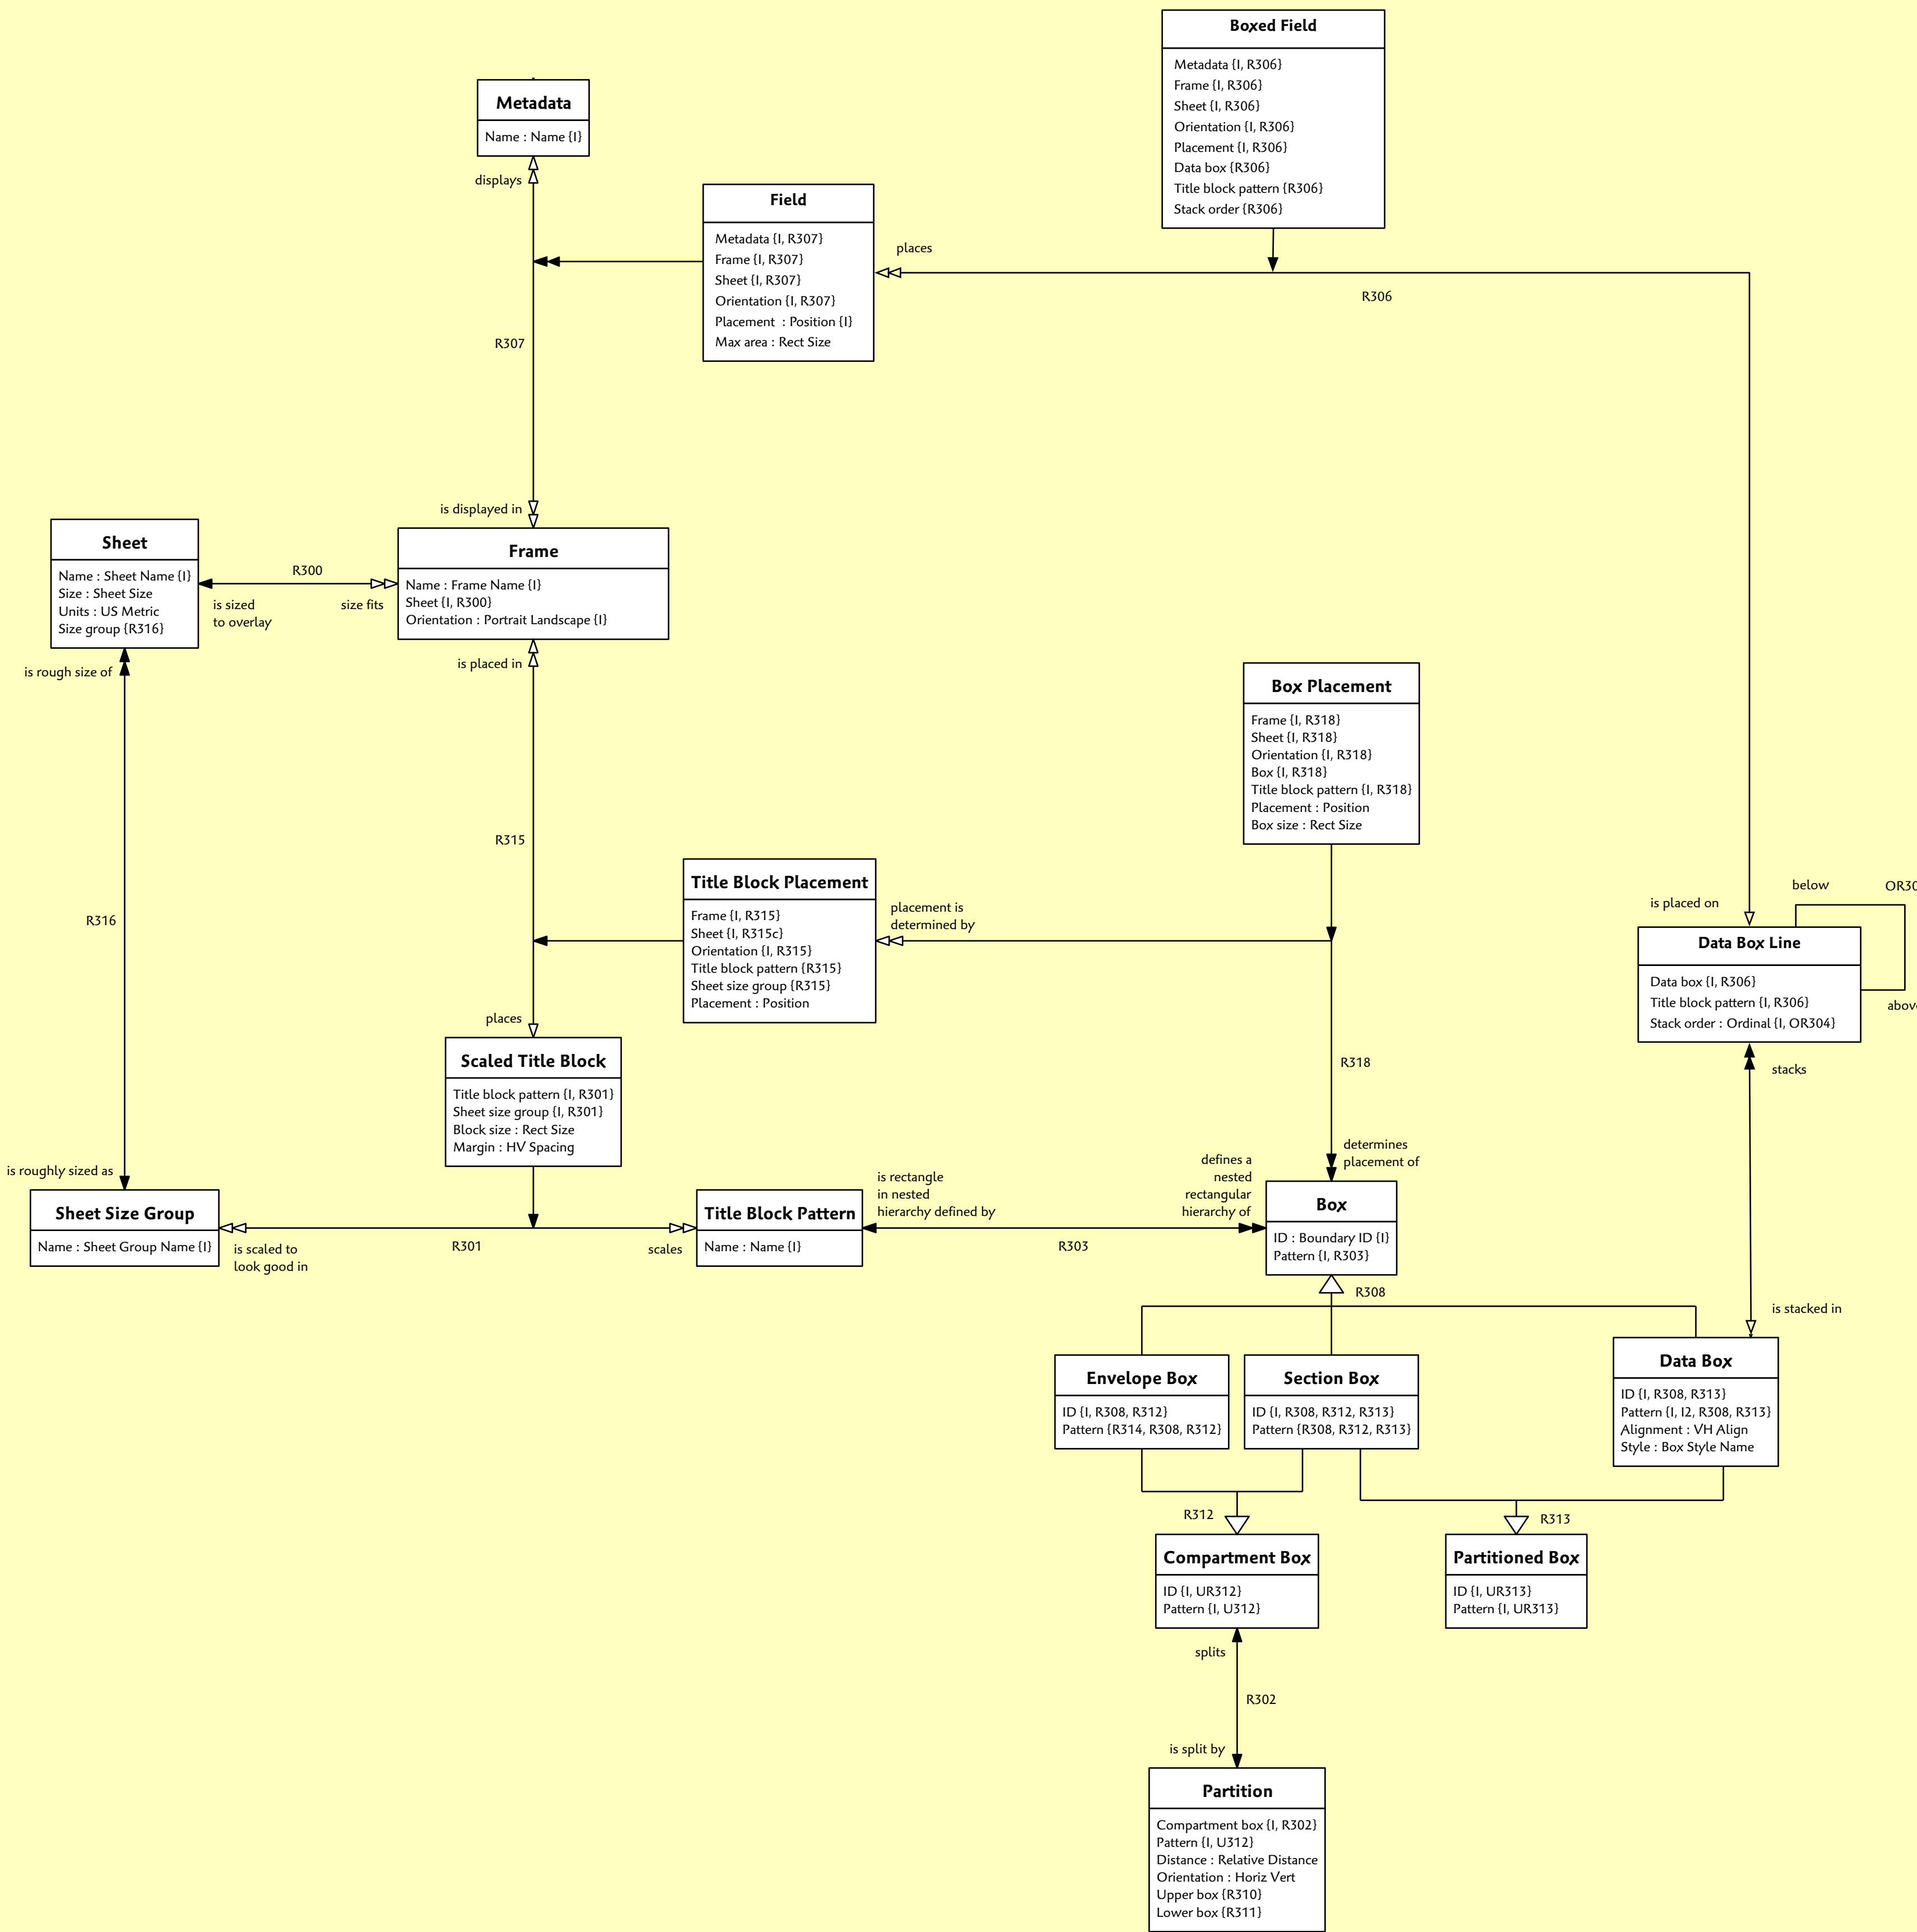 Boxed Field
Metadata {I, R306}
Frame {I, R306}
Sheet {I, R306}
Orientation {I, R306}
Placement {I, R306}
Data box {R306}
Title block pattern {R306}
Stack order {R306}
Metadata
Name : Name {I}
displays
Field
Metadata {I, R307}
Frame {I, R307}
Sheet {I, R307}
Orientation {I, R307}
Placement  : Position {I}
Max area : Rect Size
places
R306
R307
is displayed in
Sheet
Name : Sheet Name {I}
Size : Sheet Size
Units : US Metric
Size group {R316}
R300
is sized
to overlay
size fits
Frame
Name : Frame Name {I}
Sheet {I, R300}
Orientation : Portrait Landscape {I}
is rough size of
is placed in
Box Placement
Frame {I, R318}
Sheet {I, R318}
Orientation {I, R318}
Box {I, R318}
Title block pattern {I, R318}
Placement : Position
Box size : Rect Size
R315
R316
Title Block Placement
Frame {I, R315}
Sheet {I, R315c}
Orientation {I, R315}
Title block pattern {R315}
Sheet size group {R315}
Placement : Position
placement is
determined by
is placed on
below
OR30
Data Box Line
Data box {I, R306}
Title block pattern {I, R306}
Stack order : Ordinal {I, OR304}
above
stacks
places
Scaled Title Block
Title block pattern {I, R301}
Sheet size group {I, R301}
Block size : Rect Size
Margin : HV Spacing
R318
determines
placement of
is roughly sized as
Sheet Size Group
Name : Sheet Group Name {I}
is scaled to
look good in
R301
scales
Title Block Pattern
Name : Name {I}
is rectangle
in nested
hierarchy defined by
R303
defines a
nested
rectangular
hierarchy of
Box
ID : Boundary ID {I}
Pattern {I, R303}
R308
is stacked in
Envelope Box
ID {I, R308, R312}
Pattern {R314, R308, R312}
Section Box
ID {I, R308, R312, R313}
Pattern {R308, R312, R313}
Data Box
ID {I, R308, R313}
Pattern {I, I2, R308, R313}
Alignment : VH Align
Style : Box Style Name
R312
R313
Compartment Box
ID {I, UR312}
Pattern {I, U312}
Partitioned Box
ID {I, UR313}
Pattern {I, UR313}
splits
R302
is split by
Partition
Compartment box {I, R302}
Pattern {I, U312}
Distance : Relative Distance
Orientation : Horiz Vert
Upper box {R310}
Lower box {R311}